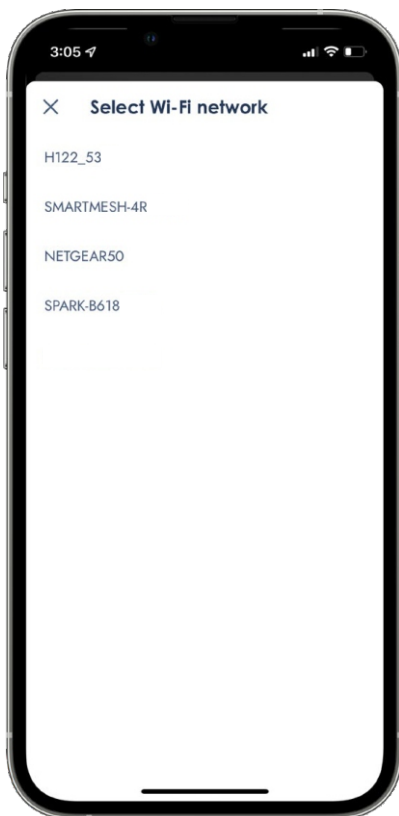 3:05
Select Wi-Fi network
H122_53
SMARTMESH-4R
NETGEAR50
SPARK-B618